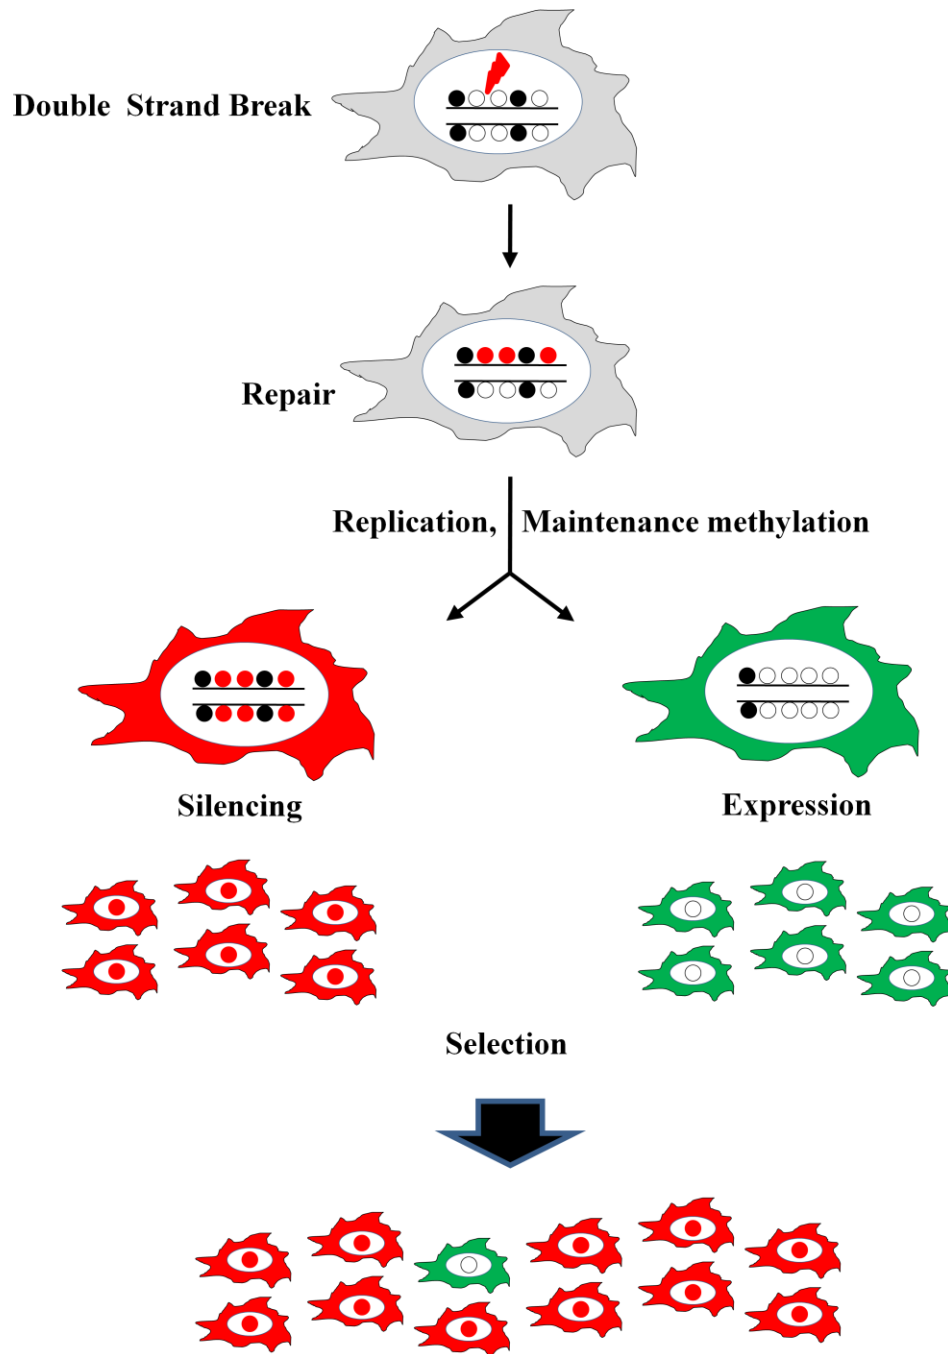 Double Strand Break
Repair
Replication, Maintenance methylation
Silencing
Expression
Selection